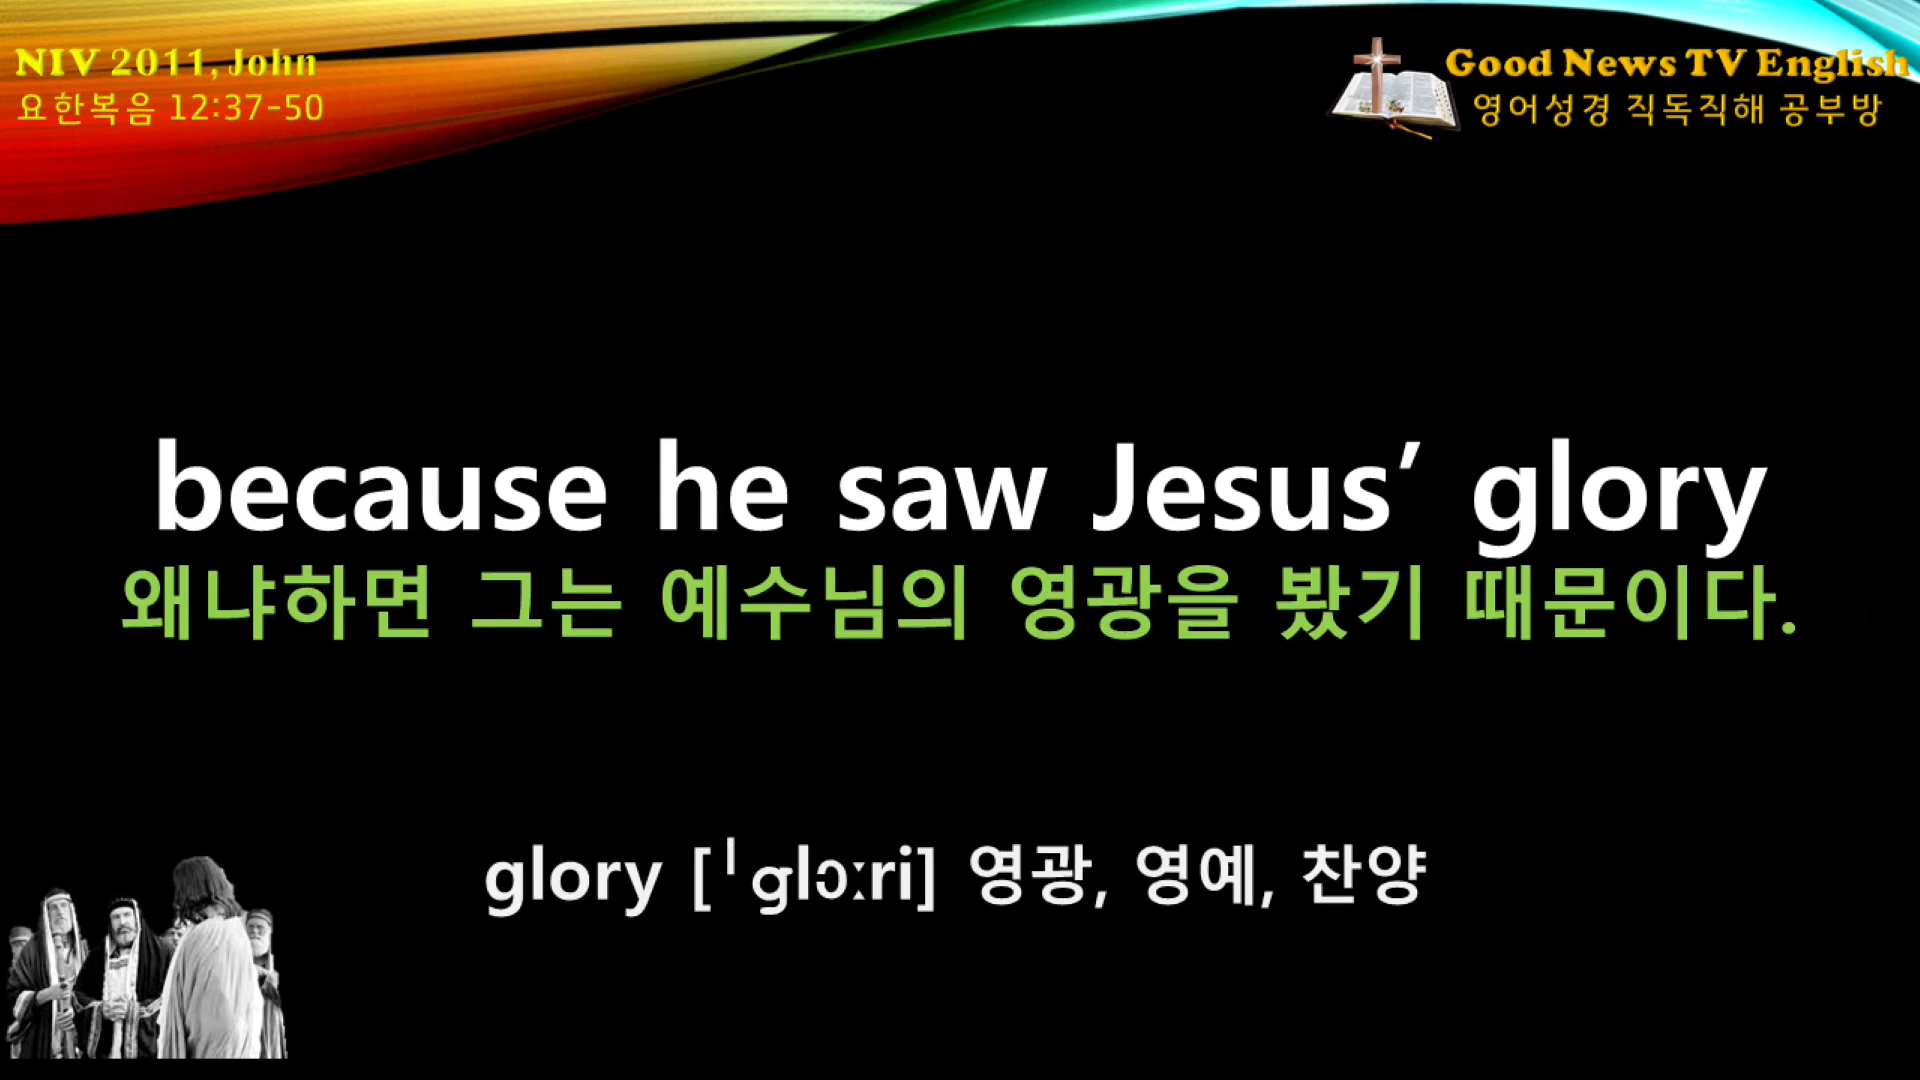 NIV 2011, John
요한복음 12:37-50
Good News TV English
영어성경 직독직해 공부방
because he saw Jesus’ glory
왜냐하면 그는 예수님의 영광을 봤기 때문이다.
glory [ˈglɔːri] 영광, 영예, 찬양